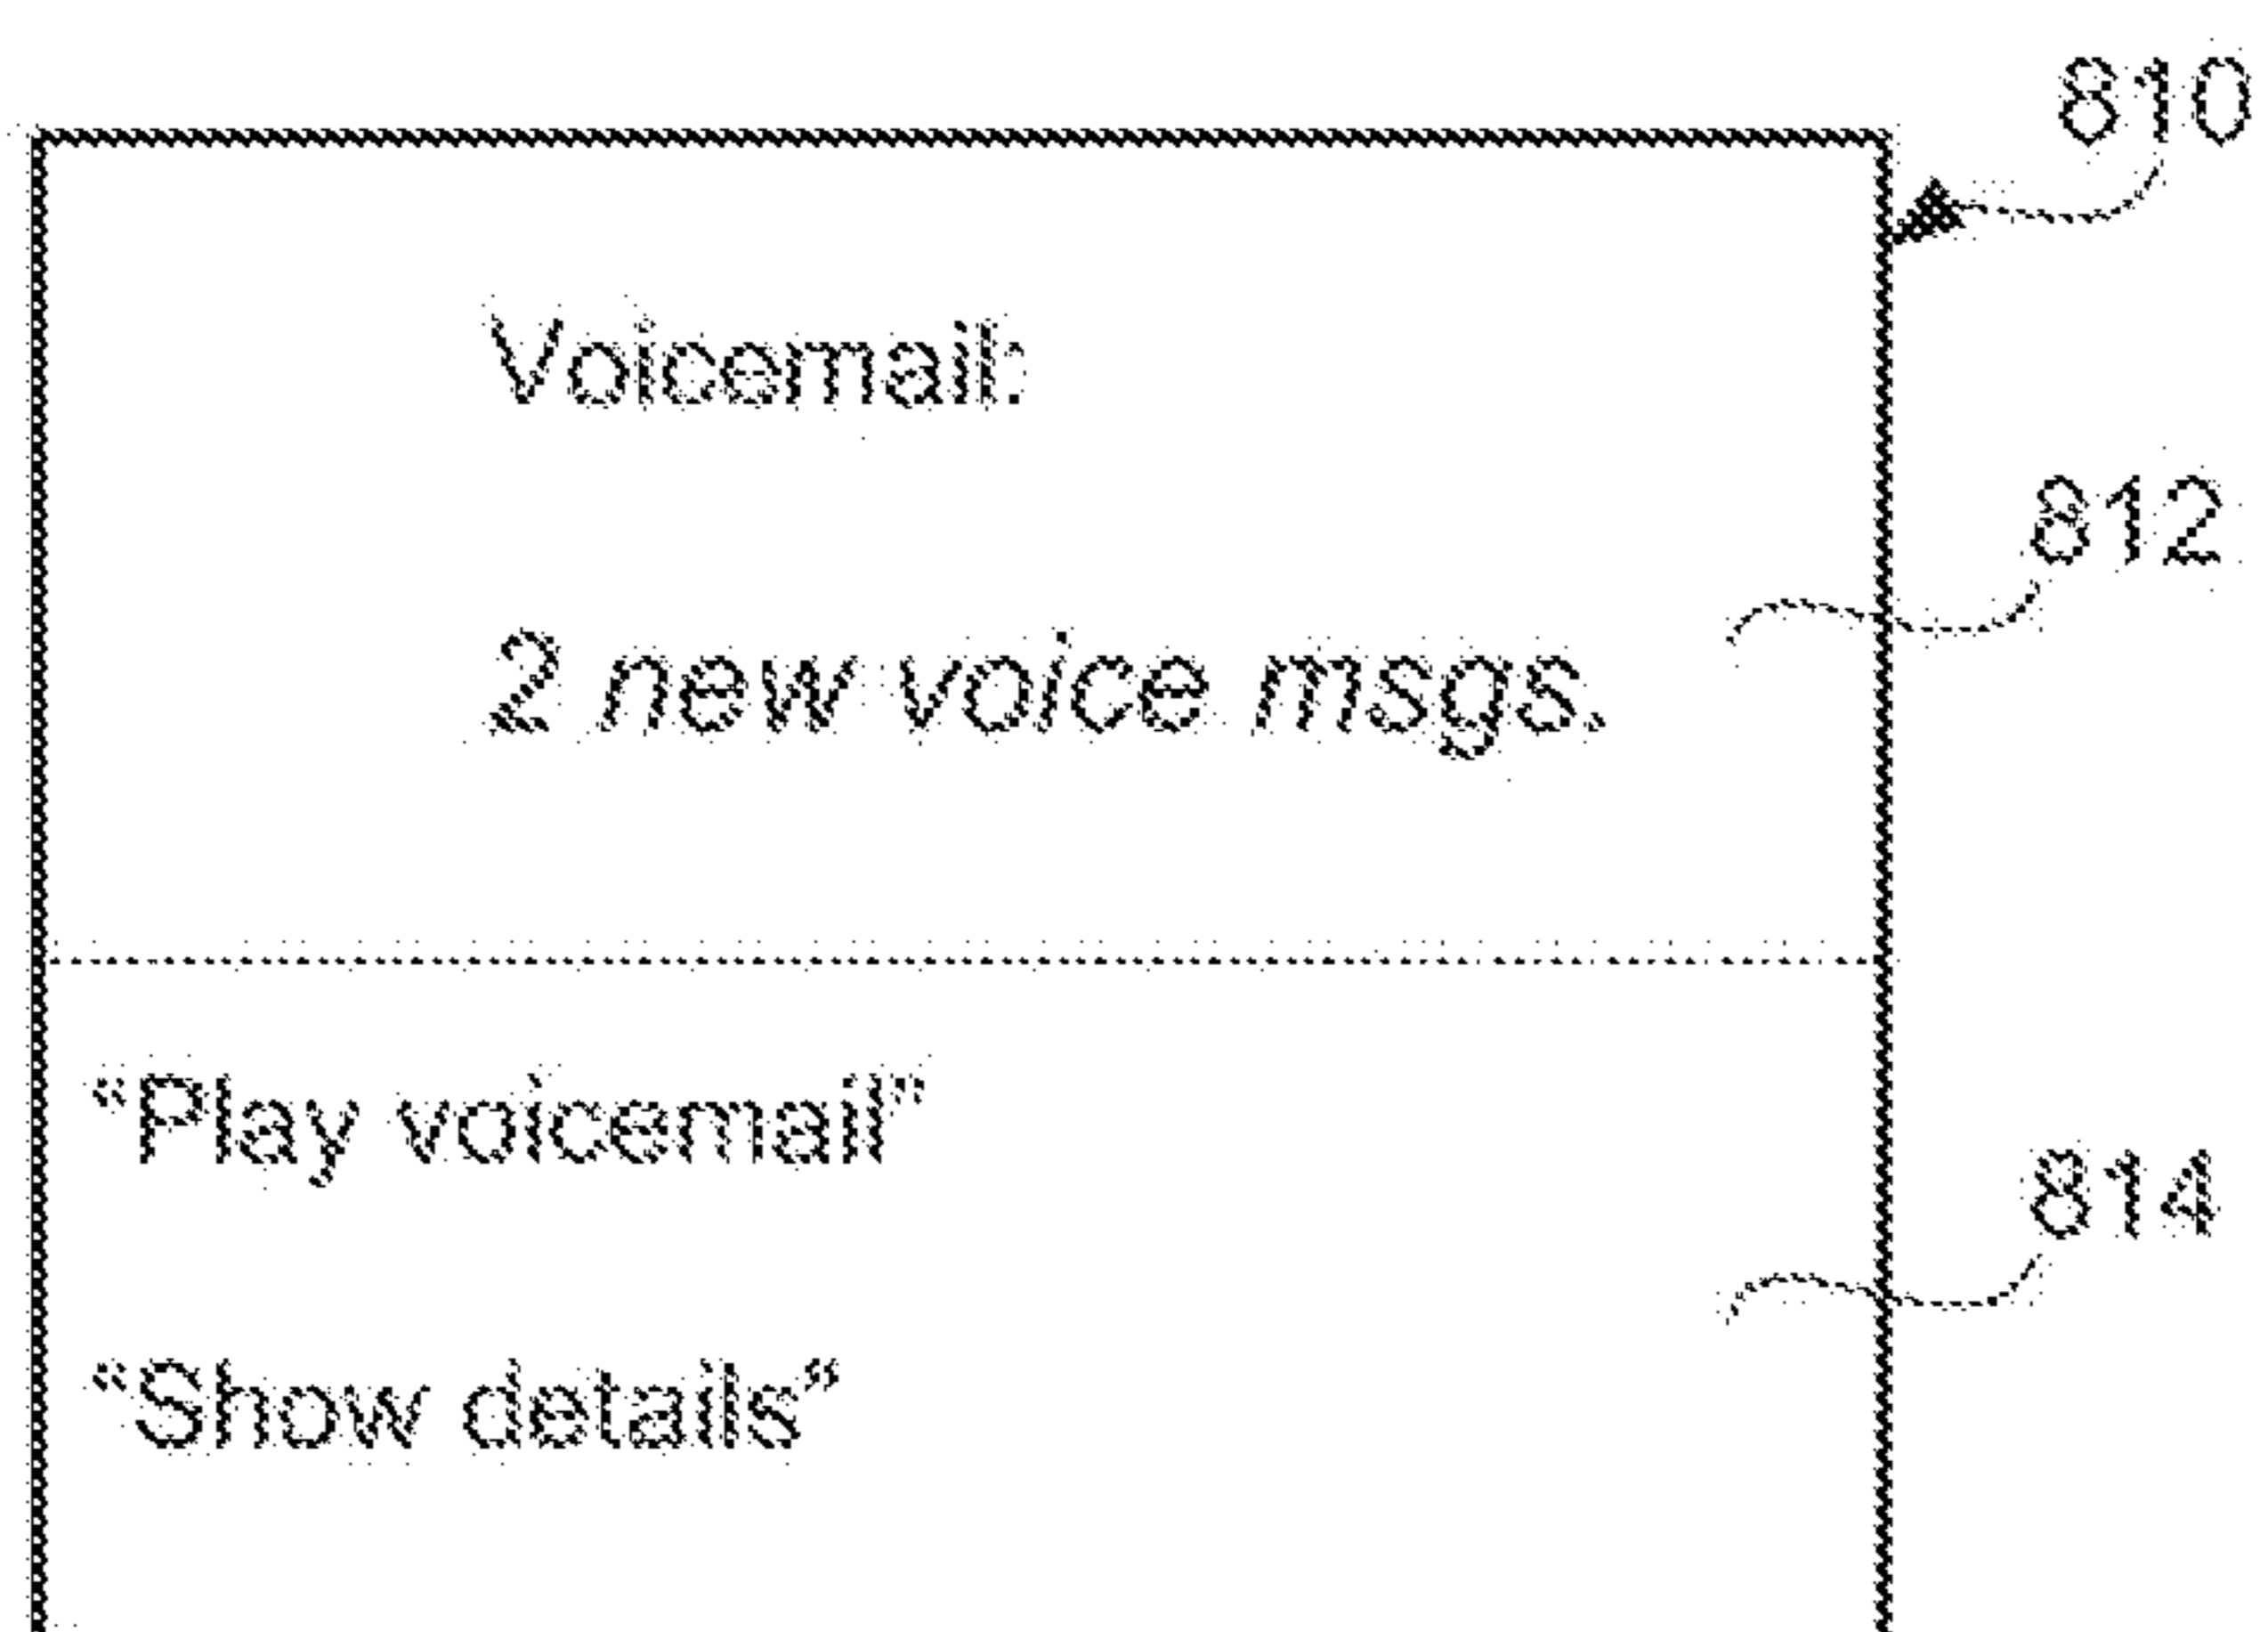 810
Voicemail:
812
2 new voice msgs.
“Play voicemail”
814
“Show details”